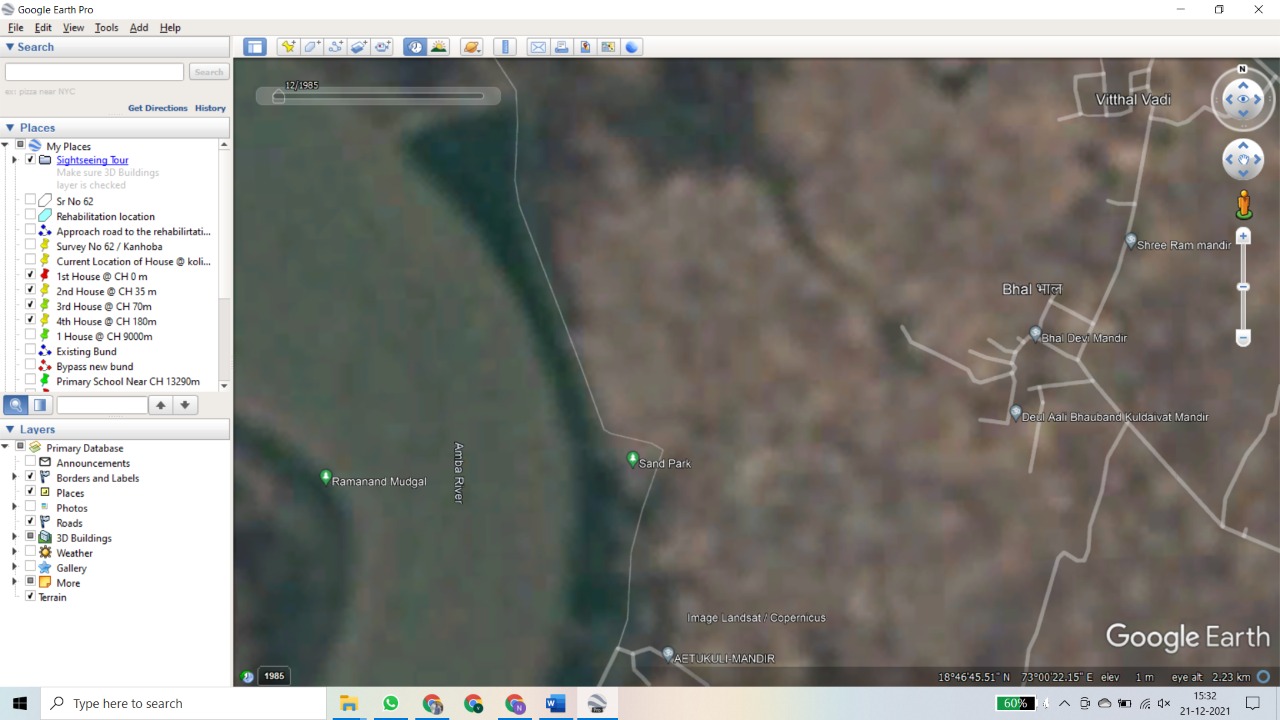 Google Earth Pro
File Edit View Tools Add Help
Search
Search
ex: pizza near NYC
Get Directions History
Places
My Places
Sightseeing Tour
Make sure 3D Buildings
layer is checked
Sr No 62
Rehabilitation location
Approach road to the rehabilirtati...
Survey No 62 / Kanhoba
Current Location of House @ koli...
1st House @ CH 0 m
2nd House @ CH 35 m
3rd House @ CH 70m
4th House @ CH 180m
1 House @ CH 9000m
Existing Bund
Bypass new bund
Primary School Near CH 13290m
Layers
Primary Database
Announcements
Borders and Labels
Places
Photos
Roads
3D Buildings
Weather
Gallery
More
Terrain
12/1985
N
Vitthal Vadi
Shree Ram mandir
Bhal भाल
Bhal Devi Mandir
Deul Aali Bhauband Kuldaivat Mandir
Sand Park
Ramanand Mudgal
Amba River
Image Landsat / Copernicus
AETUKULI-MANDIR
Google Earth
1985
18°46'45.51" N 73°00'22.15" E elev 1 m eye alt 2.23 km
Type here to search
60%
15:32
21-12-2021